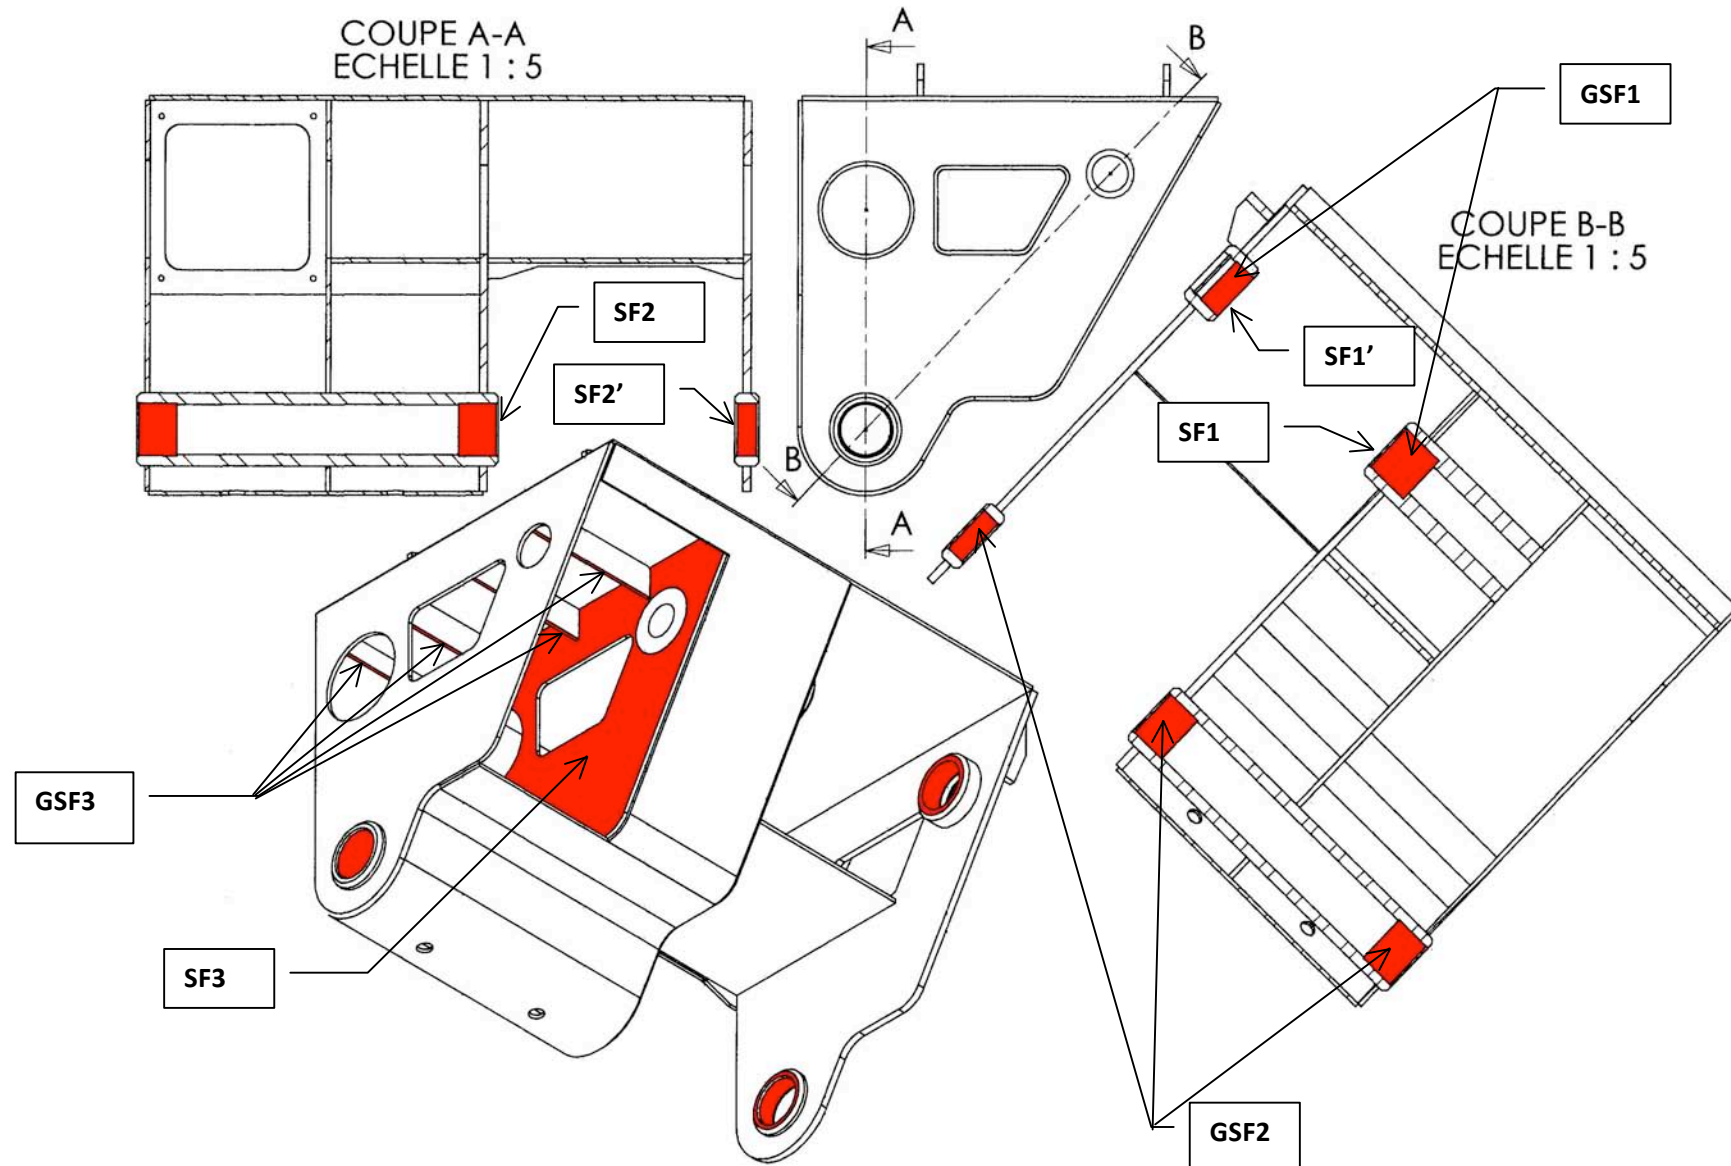 COUPE A-A
ECHELLE 1 : 5
A
B
GSF1
COUPE B-B
ECHELLE 1 : 5
SF2
SF1'
SF2'
SF1
B
A
GSF3
SF3
GSF2